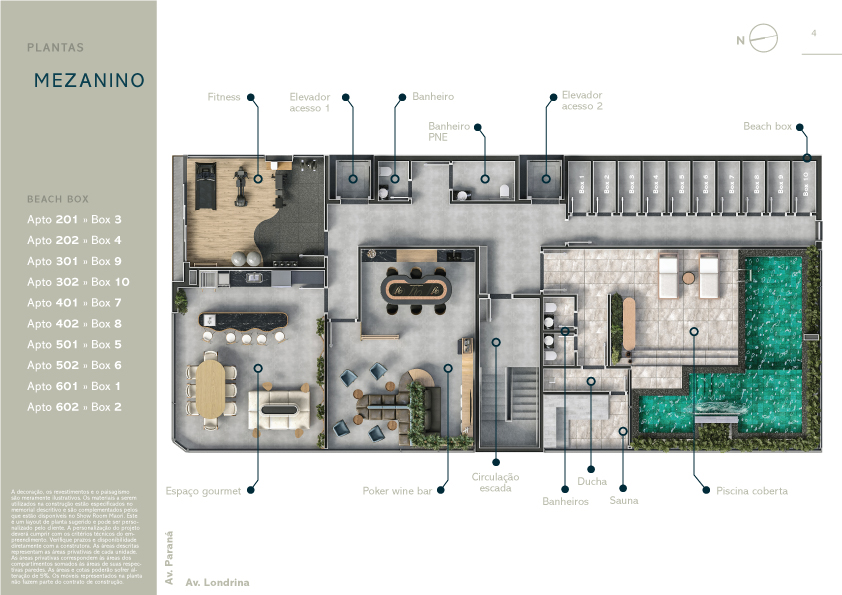 PLANTAS
MEZANINO
N
4
Fitness
Elevador
acesso 1
Banheiro
Banheiro
PNE
Elevador
acesso 2
Beach box
Box 1
Box 2
Box 3
Box 4
Box 5
Box 6
Box 7
Box 8
Box 9
Box 10
BEACH BOX
Apto 201 » Box 3
Apto 202 » Box 4
Apto 301 » Box 9
Apto 302 » Box 10
Apto 401 » Box 7
Apto 402 » Box 8
Apto 501 » Box 5
Apto 502 » Box 6
Apto 601 » Box 1
Apto 602 » Box 2
Espaço gourmet
Poker wine bar
Circulação
escada
Banheiros
Ducha
Sauna
Piscina coberta
A decoração, os revestimentos e o paisagismo
são meramente ilustrativos. Os materiais a serem
utilizados na construção estão especificados no
memorial descritivo e são complementados pelos
que estão disponíveis no Show Room Mauri. Este
é um layout de planta sugerido e pode ser perso-
nalizado pelo cliente. A personalização do projeto
deverá cumprir com os critérios técnicos do em-
preendimento. Verifique prazos e disponibilidade
diretamente com a construtora. As áreas descritas
representam as áreas privativas de cada unidade.
As áreas privativas correspondem às áreas dos
compartimentos somados às áreas de suas respec-
tivas paredes. As áreas e cotas poderão sofrer al-
teração de 5%. Os móveis representados na planta
não fazem parte do contrato de construção.
Av. Paraná
Av. Londrina